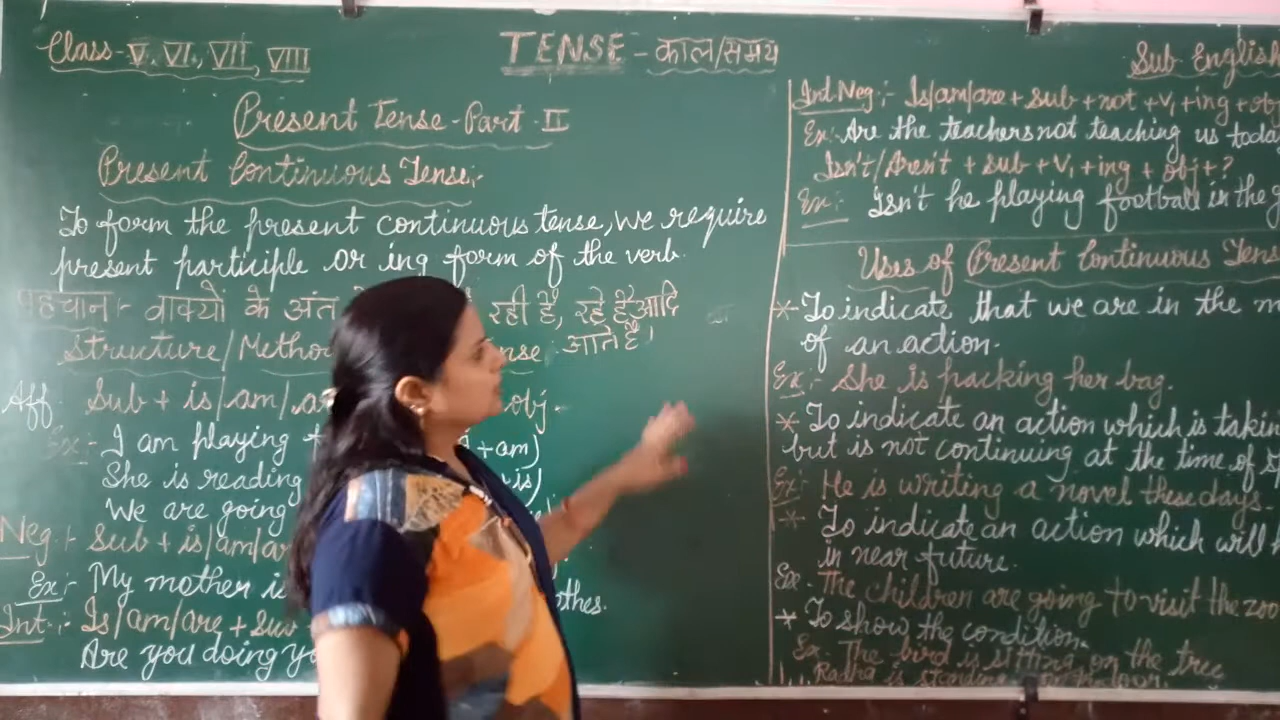 Class - V, VI, VII, VIII
TENSE - काल/समय
Sub English
Present Tense - Part - II
Present Continuous Tense:-
To form the present continuous tense, we require
present participle or ing form of the verb.
पहचान:- वाक्यों के अंत रही है, रहे हैं आदि
आते हैं।
Structure/Metho
Aff. Sub + is/am/ obj.
Ex:- I am playing +am)
She is reading is)
We are going
Neg:- Sub + is/am/
Ex:- My mother is
Int:- Is/am/are +
Are you doing
Int Neg:- Is/am/are + sub + not + V1 + ing + obj
Ex:- Are the teachers not teaching us
Isn't/Aren't + sub + V1 + ing + obj + ?
Ex:- Isn't he playing football in the
Uses of Present Continuous
* To indicate that we are in the
of an action.
Ex:- She is packing her bag.
* To indicate an action which is
but is not continuing at the time of
Ex:- He is writing a novel these days.
* To indicate an action which will
in near future.
Ex. The children are going to visit the zoo
* To show the condition.
Ex. The bird is sitting on the tree
Radha is standing